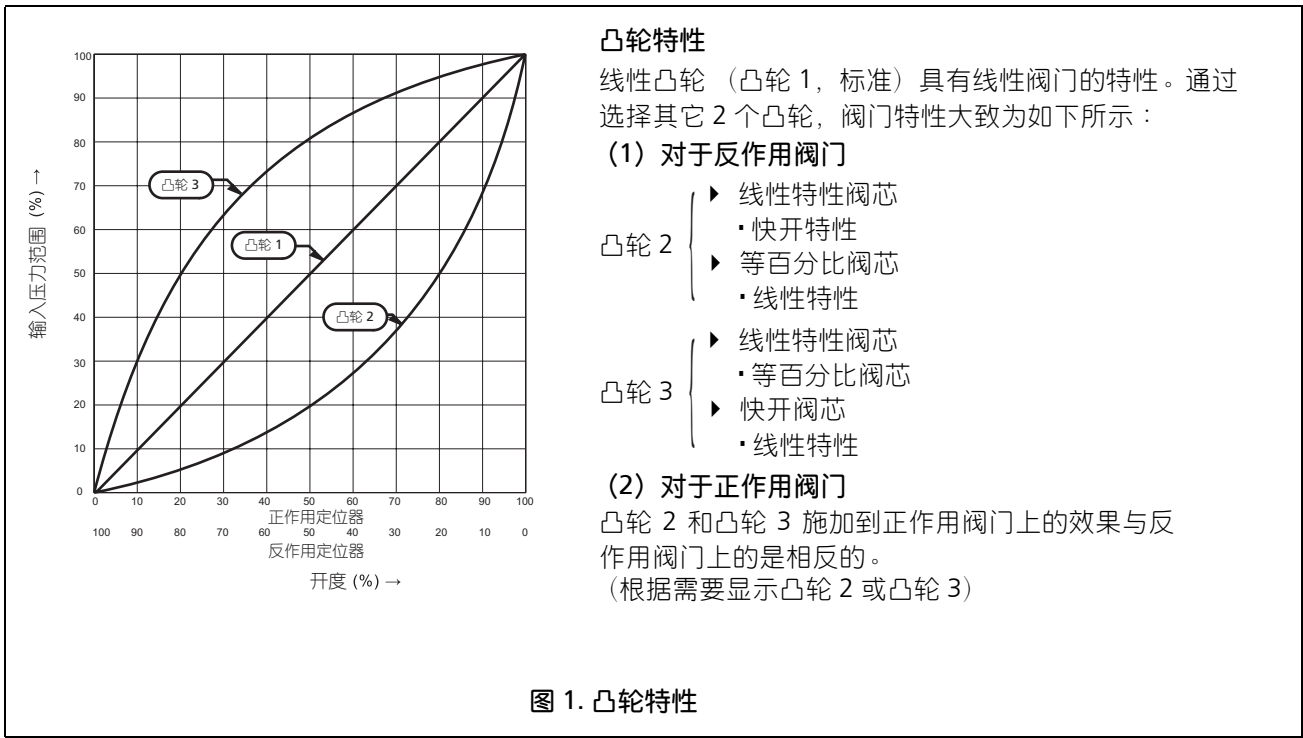 100
90
80
70
60
50
40
30
20
10
0
输入压力范围 (%) →
凸轮 3
凸轮 1
凸轮 2
0 10 20 30 40 50 60 70 80 90 100
正作用定位器
100 90 80 70 60 50 40 30 20 10 0
反作用定位器
开度 (%) →
凸轮特性
线性凸轮 （凸轮 1，标准）具有线性阀门的特性。通过
选择其它 2 个凸轮，阀门特性大致为如下所示：
（1）对于反作用阀门
凸轮 2
线性特性阀芯
·快开特性
等百分比阀芯
·线性特性
凸轮 3
线性特性阀芯
·等百分比阀芯
快开阀芯
·线性特性
（2）对于正作用阀门
凸轮 2 和凸轮 3 施加到正作用阀门上的效果与反
作用阀门上的是相反的。
（根据需要显示凸轮 2 或凸轮 3）
图 1. 凸轮特性